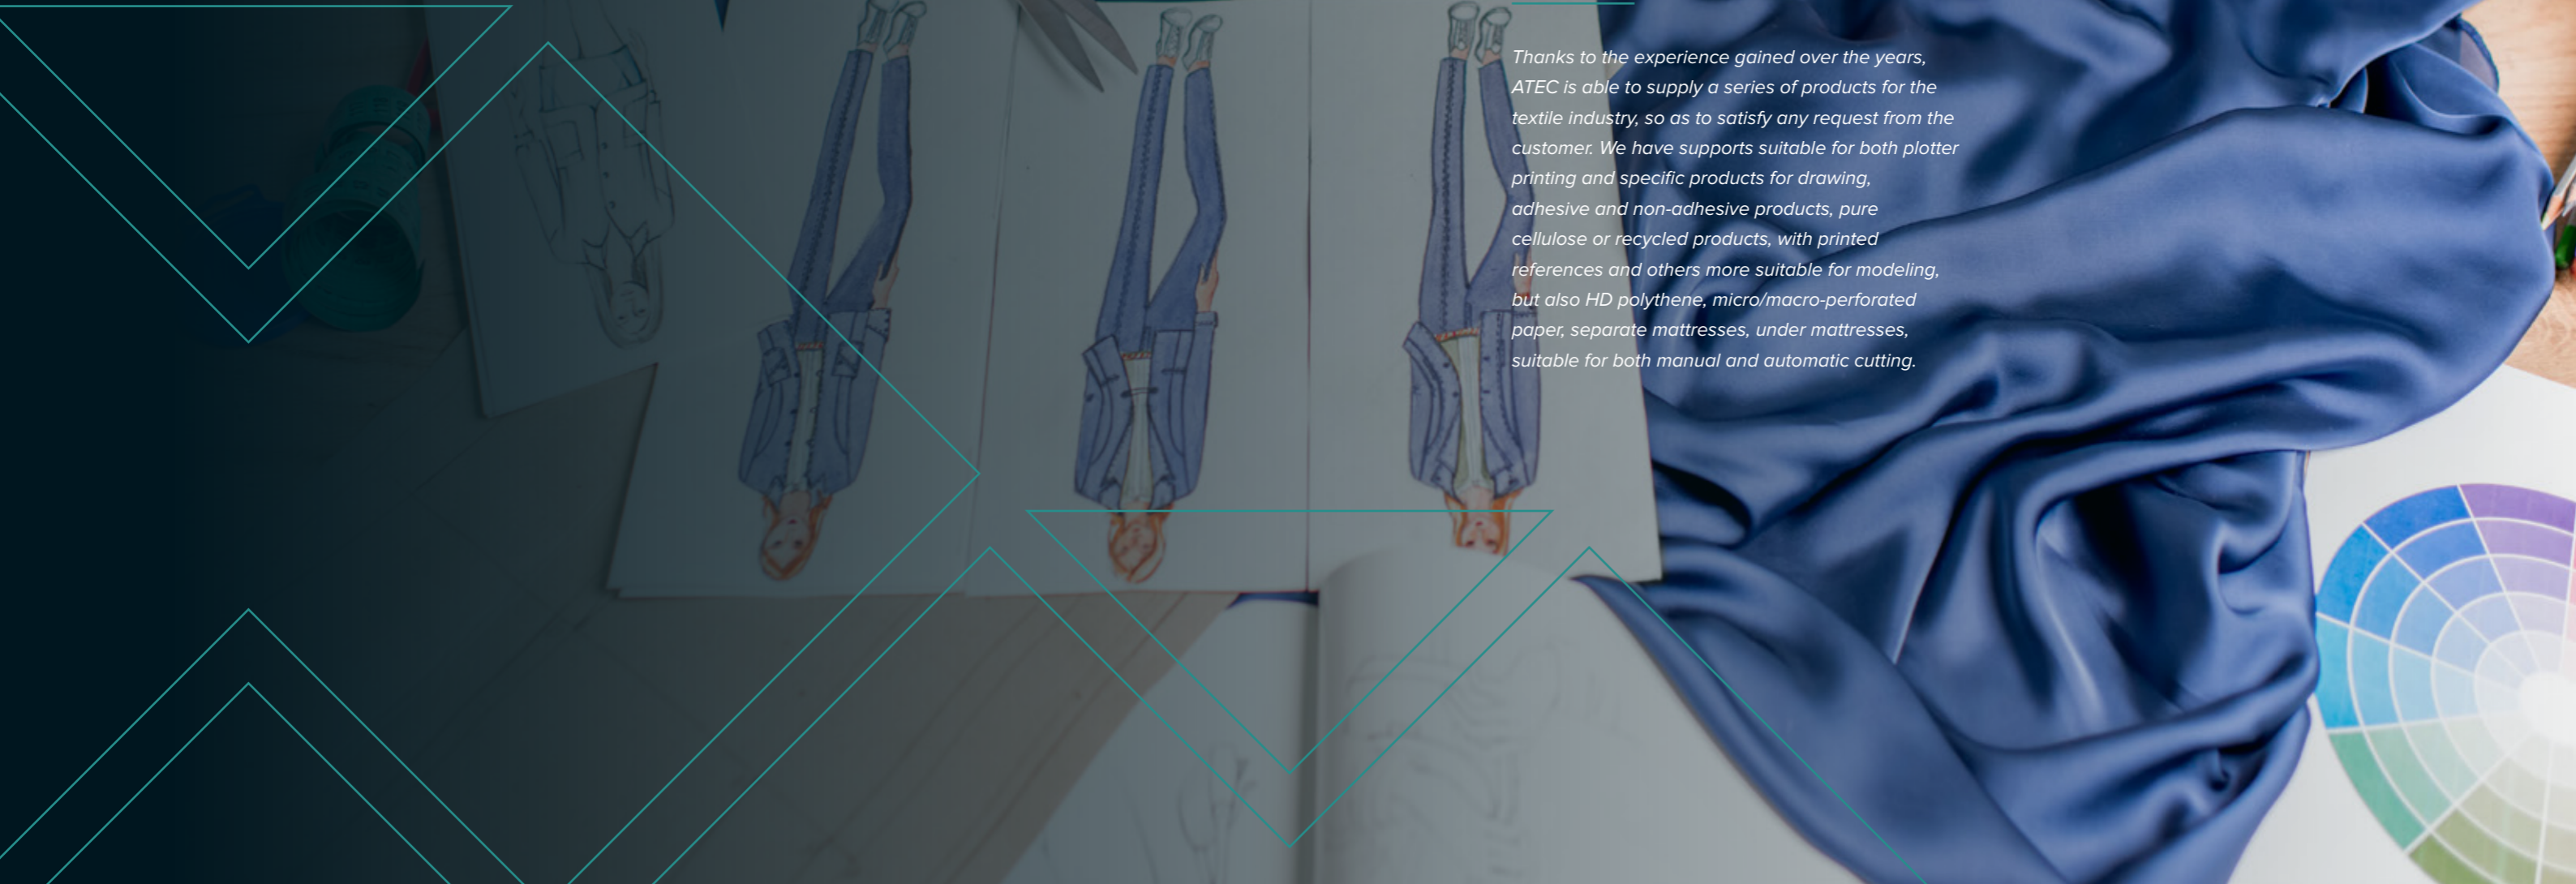 Thanks to the experience gained over the years,
ATEC is able to supply a series of products for the
textile industry, so as to satisfy any request from the
customer. We have supports suitable for both plotter
printing and specific products for drawing,
adhesive and non-adhesive products, pure
cellulose or recycled products, with printed
references and others more suitable for modeling,
but also HD polythene, micro/macro-perforated
paper, separate mattresses, under mattresses,
suitable for both manual and automatic cutting.